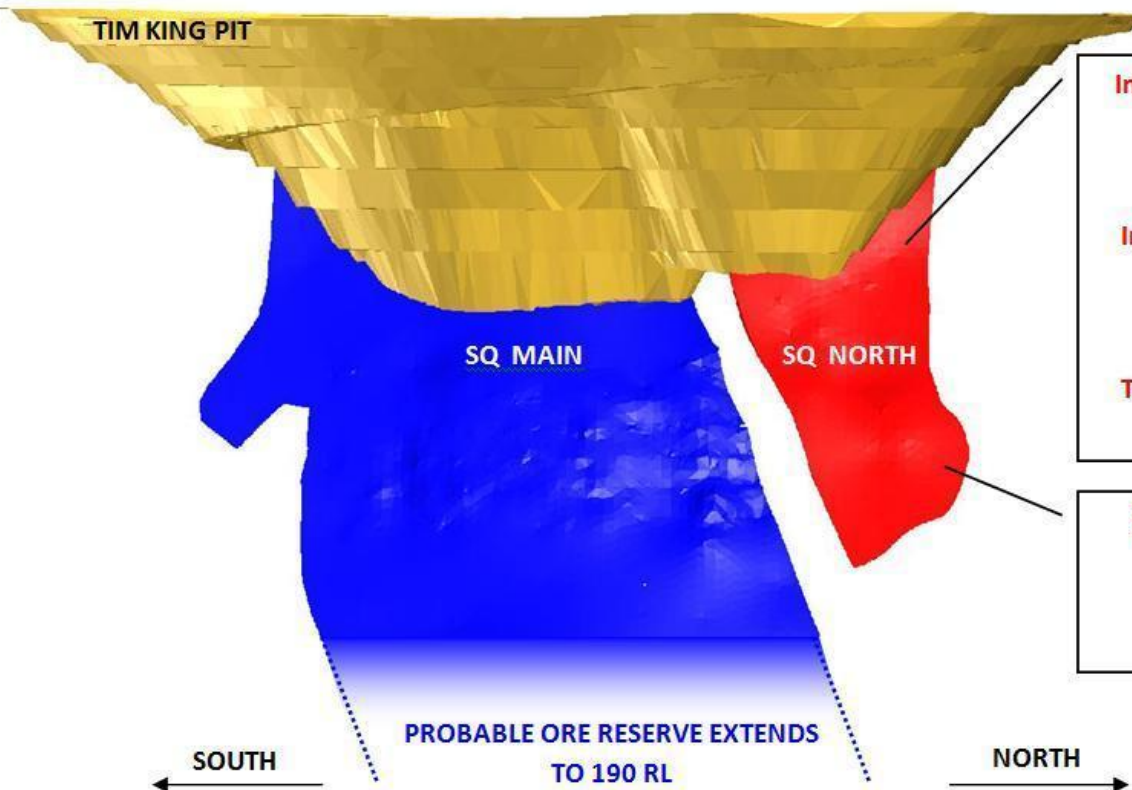 TIM KING PIT
SQ MAIN
SQ NORTH
PROBABLE ORE RESERVE EXTENDS
TO 190 RL
SOUTH
NORTH